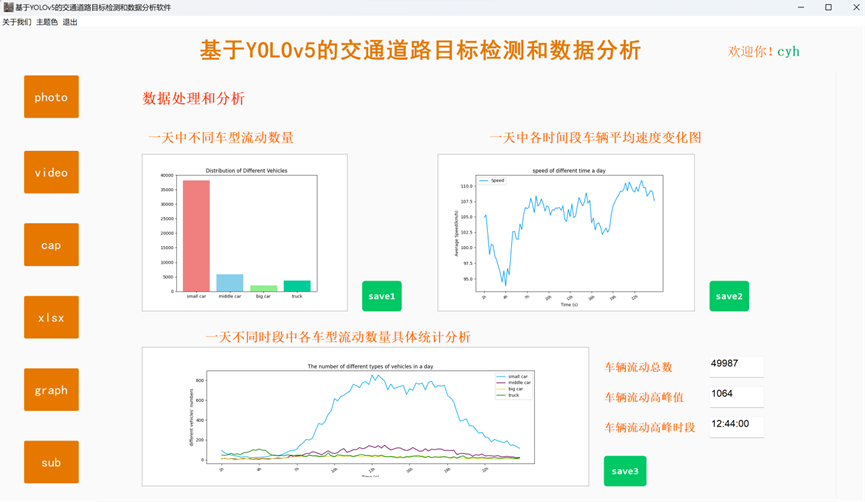 基于YOLOv5的交通道路目标检测和数据分析软件
关于我们 主题色 退出
基于YOLOv5的交通道路目标检测和数据分析
欢迎你！cyh
photo
video
cap
xlsx
graph
sub
数据处理和分析
一天中不同车型流动数量
Distribution of Different Vehicles
40000
35000
30000
25000
20000
15000
10000
5000
0
small car middle car big car truck
save1
一天中各时间段车辆平均速度变化图
speed of different time a day
Speed
Average Speed(km/h)
110.0
107.5
105.0
102.5
100.0
97.5
95.0
Time (s)
save2
一天不同时段中各车型流动数量具体统计分析
The number of different types of vehicles in a day
small car
middle car
big car
truck
different vehicles' numbers
800
600
400
200
0
车辆流动总数 49987
车辆流动高峰值 1064
车辆流动高峰时段 12:44:00
save3